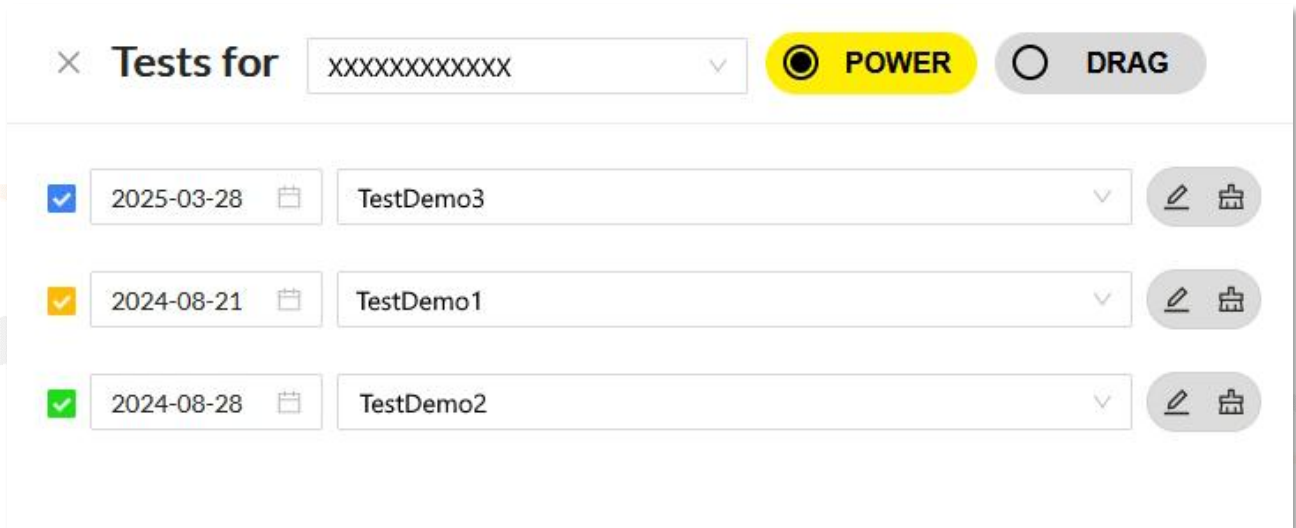 Tests for XXXXXXXXXXXX POWER DRAG
2025-03-28 TestDemo3
2024-08-21 TestDemo1
2024-08-28 TestDemo2